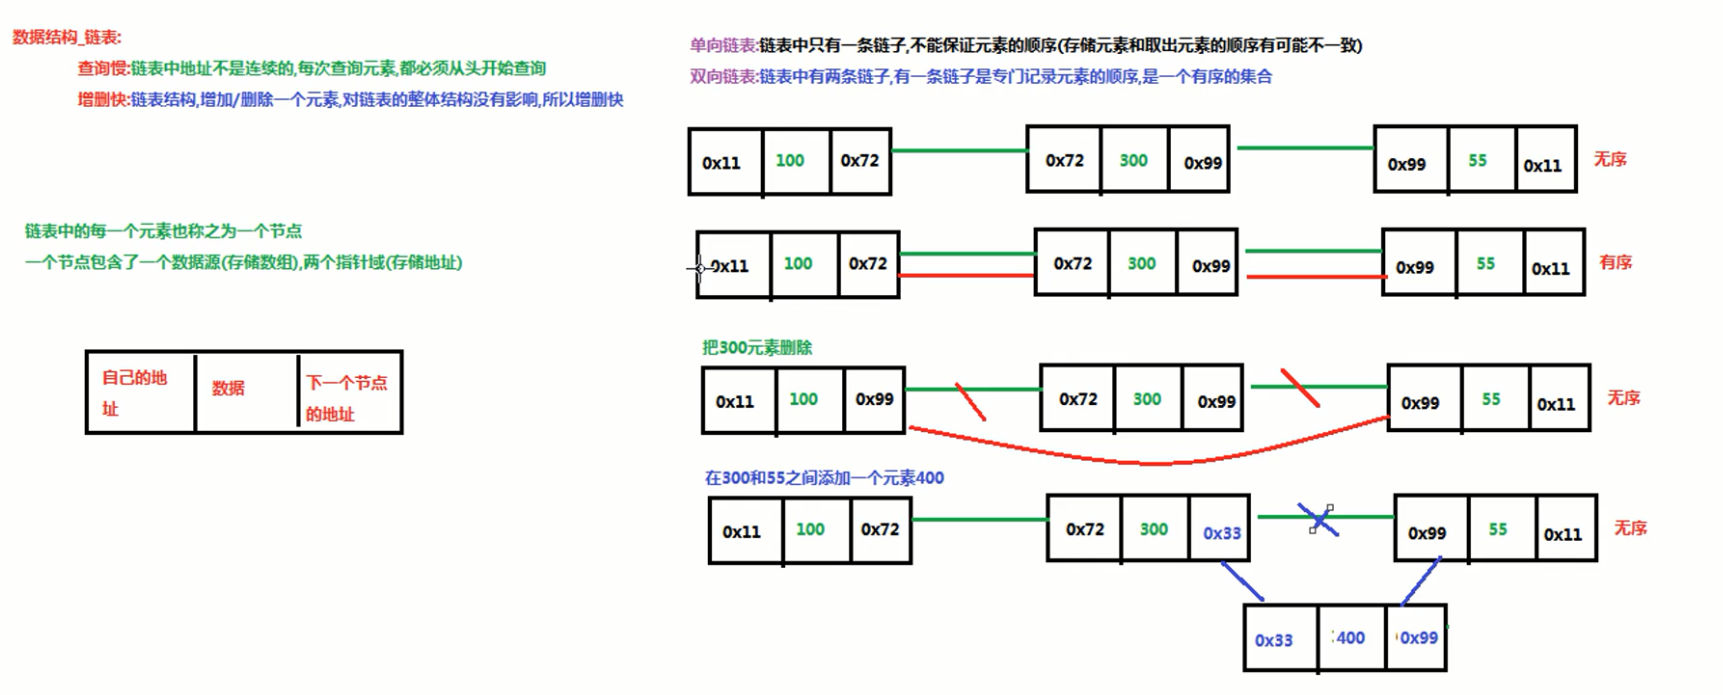 数据结构_链表:
查询慢:链表中地址不是连续的,每次查询元素,都必须从头开始查询
增删快:链表结构,增加/删除一个元素,对链表的整体结构没有影响,所以增删快
链表中的每一个元素也称之为一个节点
一个节点包含了一个数据源(存储数组),两个指针域(存储地址)
自己的地
址
数据
下一个节点
的地址
单向链表:链表中只有一条链子,不能保证元素的顺序(存储元素和取出元素的顺序有可能不一致)
双向链表:链表中有两条链子,有一条链子是专门记录元素的顺序,是一个有序的集合
0x11 100 0x72 0x72 300 0x99 0x99 55 0x11 无序
0x11 100 0x72 0x72 300 0x99 0x99 55 0x11 有序
把300元素删除
0x11 100 0x99 0x72 300 0x99 0x99 55 0x11 无序
在300和55之间添加一个元素400
0x11 100 0x72 0x72 300 0x33 0x99 55 0x11 无序
0x33 400 0x99